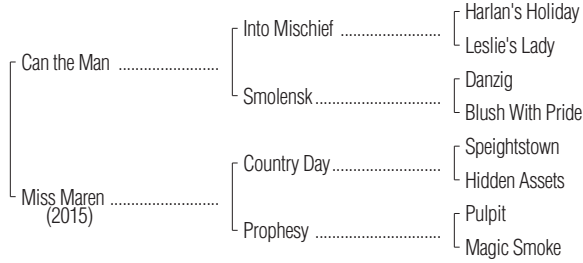 Harlan's Holiday
Into Mischief ....................
Leslie's Lady
Can the Man ....................
Danzig
Smolensk ....................
Blush With Pride
Speightstown
Country Day ....................
Hidden Assets
Miss Maren ....................
(2015)
Pulpit
Prophesy ....................
Magic Smoke